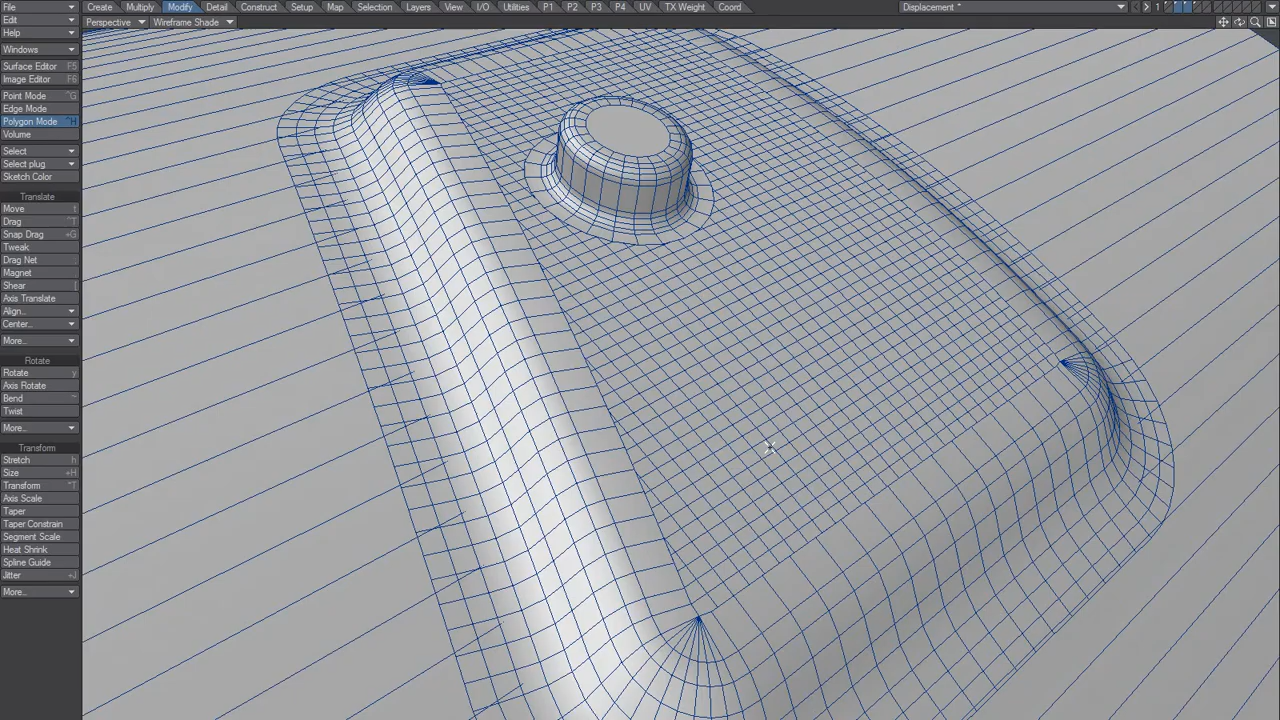 File Create Multiply Modify Detail Construct Setup Map Selection Layers View I/O Utilities P1 P2 P3 P4 UV TX Weight Coord Displacement * 1
Edit Perspective Wireframe Shade
Help
Windows
Surface Editor F5
Image Editor F6
Point Mode ^G
Edge Mode
Polygon Mode ^H
Volume
Select
Select plug
Sketch Color
Translate
Move t
Drag ^T
Snap Drag +G
Tweak
Drag Net ;
Magnet :
Shear [
Axis Translate
Align...
Center...
More...
Rotate
Rotate y
Axis Rotate
Bend ~
Twist
More...
Transform
Stretch h
Size +H
Transform "T
Axis Scale
Taper
Taper Constrain
Segment Scale
Heat Shrink
Spline Guide
Jitter +J
More...